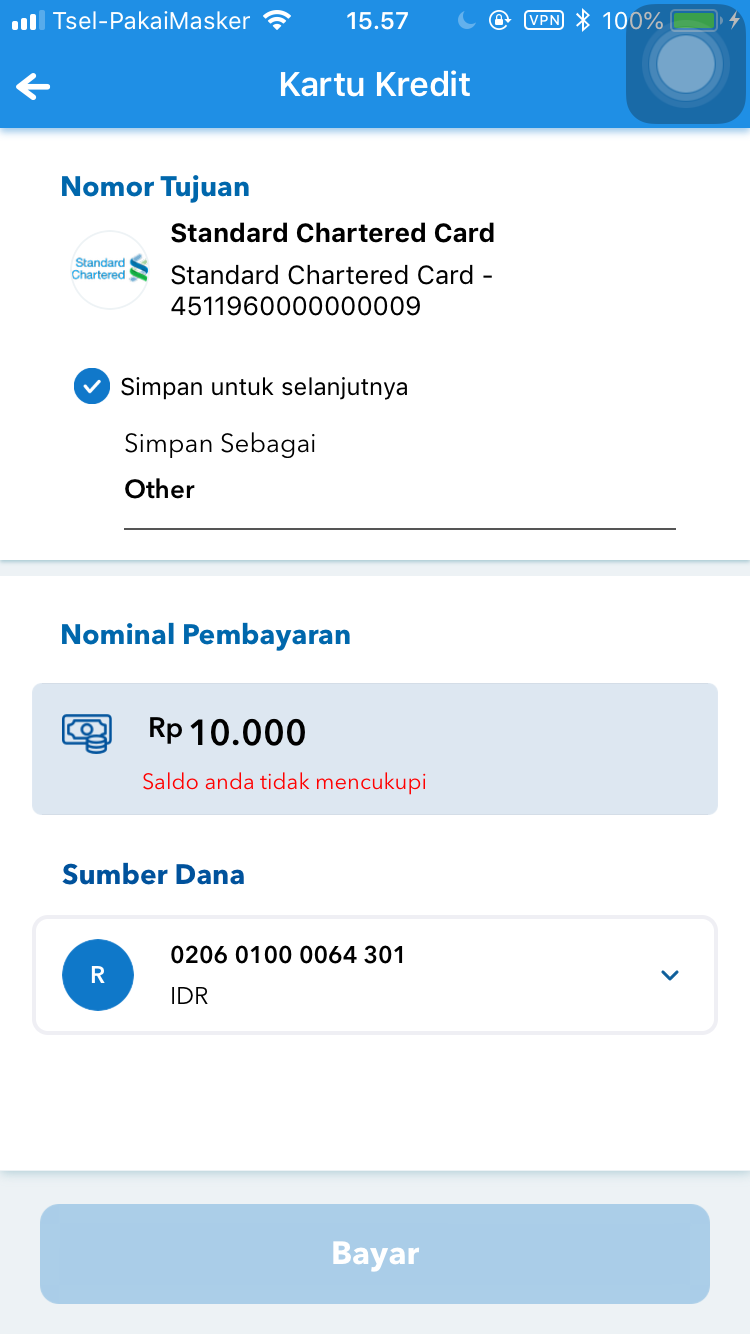 Tsel-PakaiMasker 15.57 VPN 100%
Kartu Kredit
Nomor Tujuan
Standard Chartered
Standard Chartered Card
Standard Chartered Card -
4511960000000009
Simpan untuk selanjutnya
Simpan Sebagai
Other
Nominal Pembayaran
Rp 10.000
Saldo anda tidak mencukupi
Sumber Dana
R
0206 0100 0064 301
IDR
Bayar